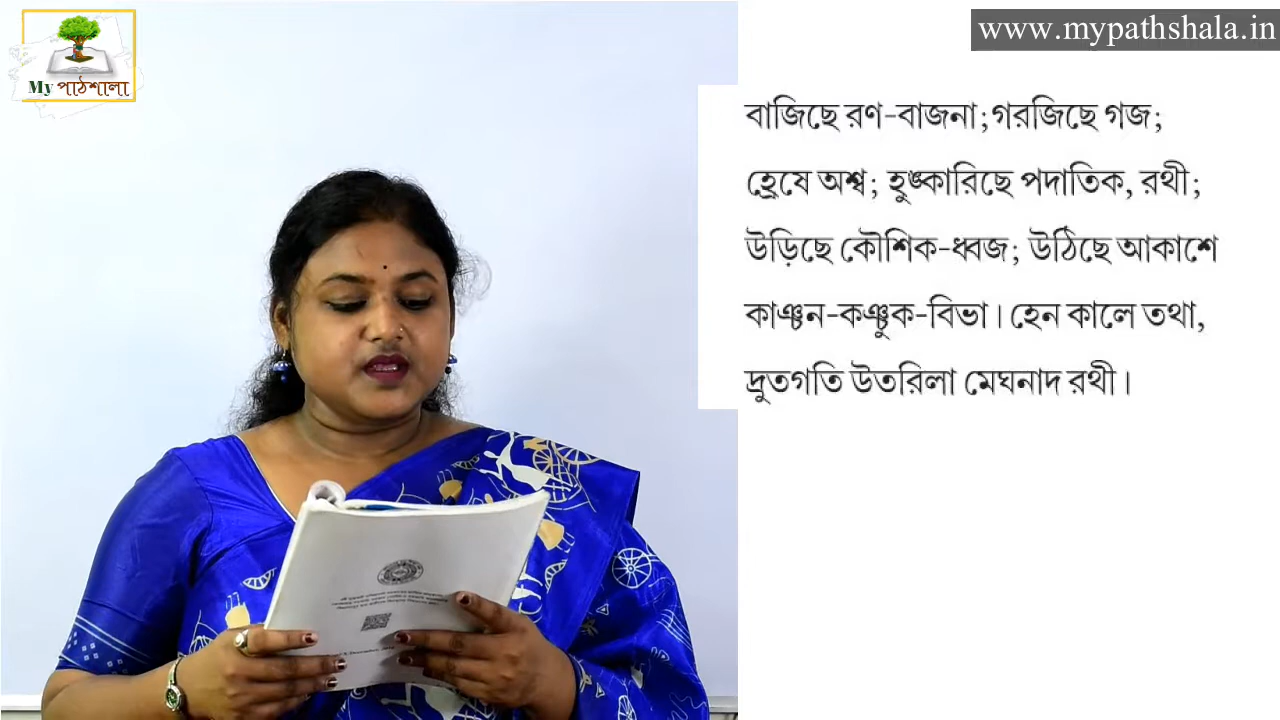 www.mypathshala.in
My পাঠশালা
বাজিছে রণ-বাজনা;গরজিছে গজ;
হ্রেষে অশ্ব; হুঙ্কারিছে পদাতিক, রথী;
উড়িছে কৌশিক-ধ্বজ; উঠিছে আকাশে
কাঞ্চন-কঞ্চুক-বিভা। হেন কালে তথা,
দ্রুতগতি উতরিলা মেঘনাদ রথী।